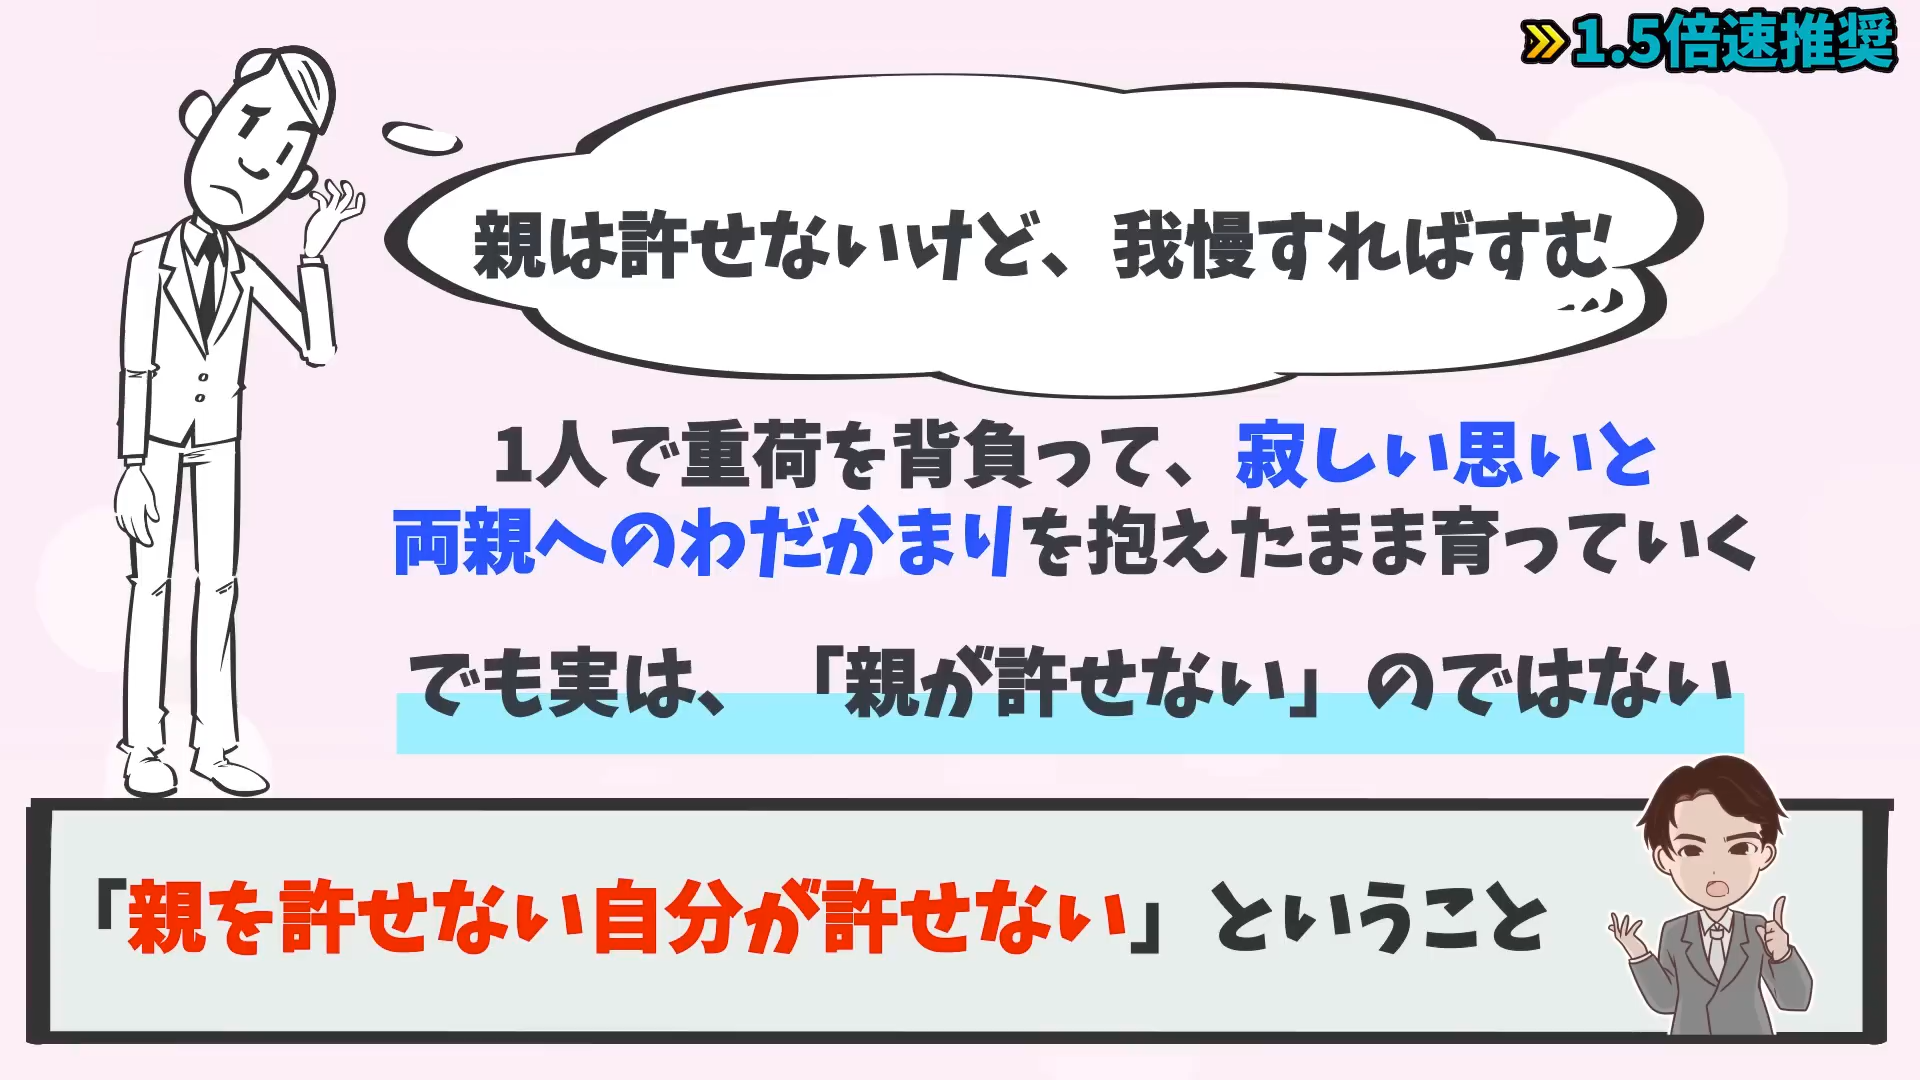 1.5倍速推奨
親は許せないけど、我慢すればすむ
1人で重荷を背負って、寂しい思いと
両親へのわだかまりを抱えたまま育っていく
でも実は、「親が許せない」のではない
「親を許せない自分が許せない」ということ